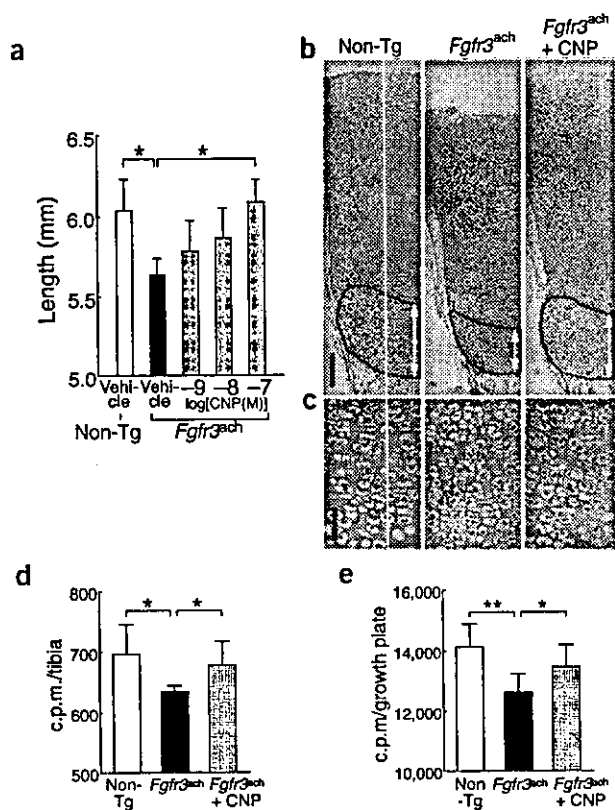 a
6.5
6.0
5.5
5.0
Length (mm)
*
*
Vehi-
cle
Vehi-
cle
–9 –8 –7
log[CNP(M)]
Non-Tg
Fgfr3ach
b
Non-Tg
Fgfr3ach
Fgfr3ach
+ CNP
c
d
800
700
600
500
c.p.m./tibia
*
*
Non-
Tg
Fgfr3ach
Fgfr3ach
+ CNP
e
16,000
14,000
12,000
10,000
c.p.m/growth plate
**
*
Non
-Tg
Fgfr3ach
Fgfr3ach
+ CNP